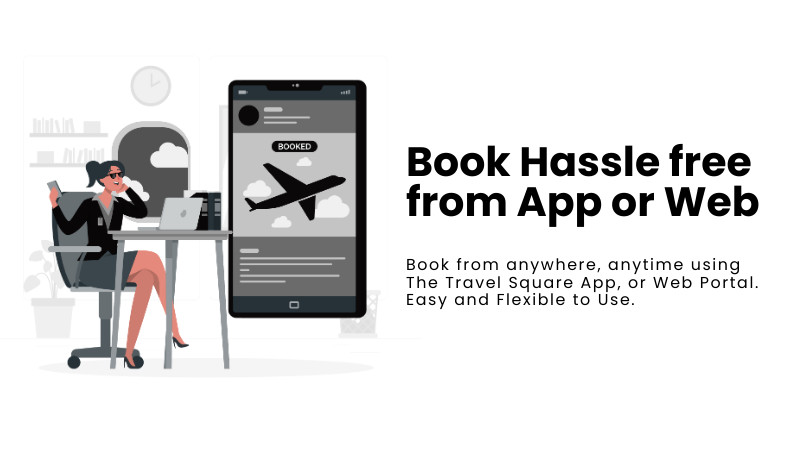 BOOKED
Book Hassle free
from App or Web
Book from anywhere, anytime using
The Travel Square App, or Web Portal.
Easy and Flexible to Use.